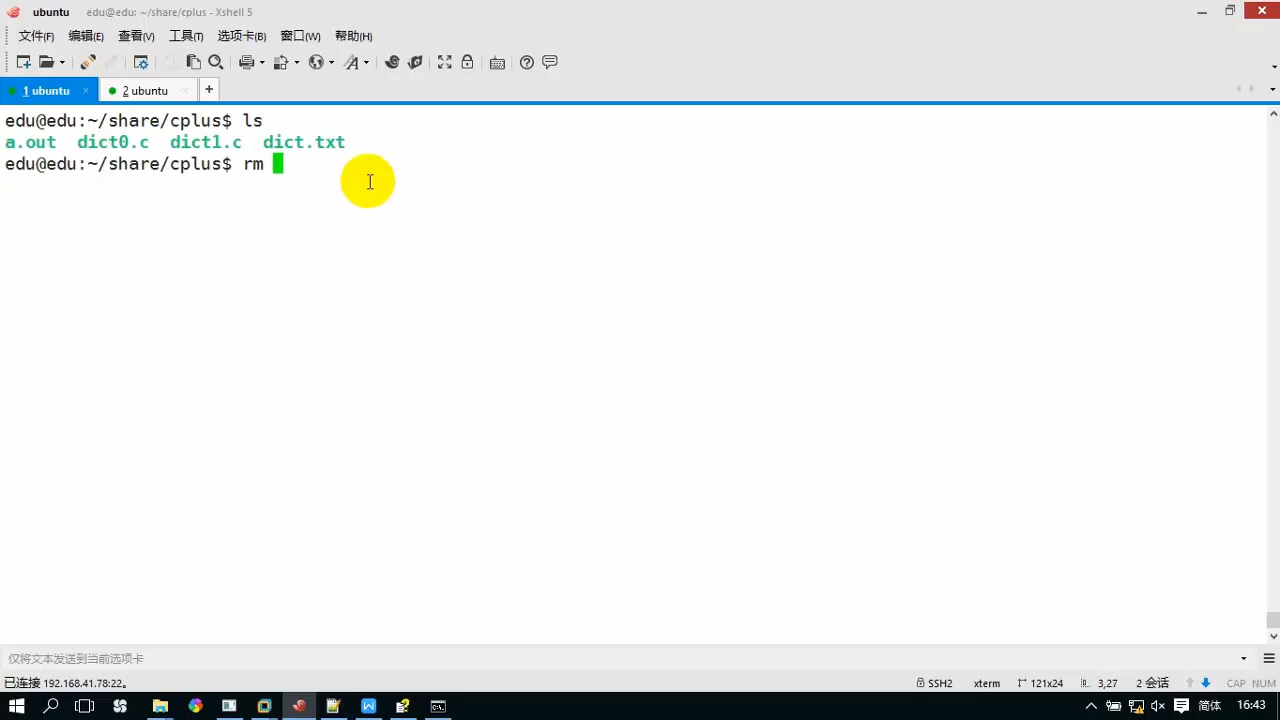 ubuntu edu@edu: ~/share/cplus - Xshell 5
文件(F) 编辑(E) 查看(V) 工具(T) 选项卡(B) 窗口(W) 帮助(H)
1 ubuntu × 2 ubuntu × +
edu@edu:~/share/cplus$ ls
a.out dict0.c dict1.c dict.txt
edu@edu:~/share/cplus$ rm
仅将文本发送到当前选项卡
已连接 192.168.41.78:22。 SSH2 xterm 121x24 3,27 2 会话 CAP NUM
简体 16:43